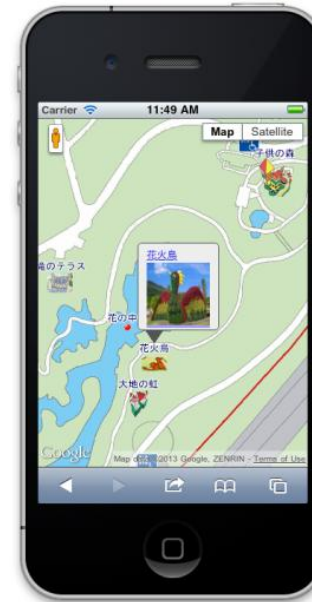 Carrier 11:49 AM
Map Satellite
子供の森
花火鳥
滝のテラス
花の中
花火鳥
大地の虹
Google
Map data ©2013 Google, ZENRIN - Terms of Use